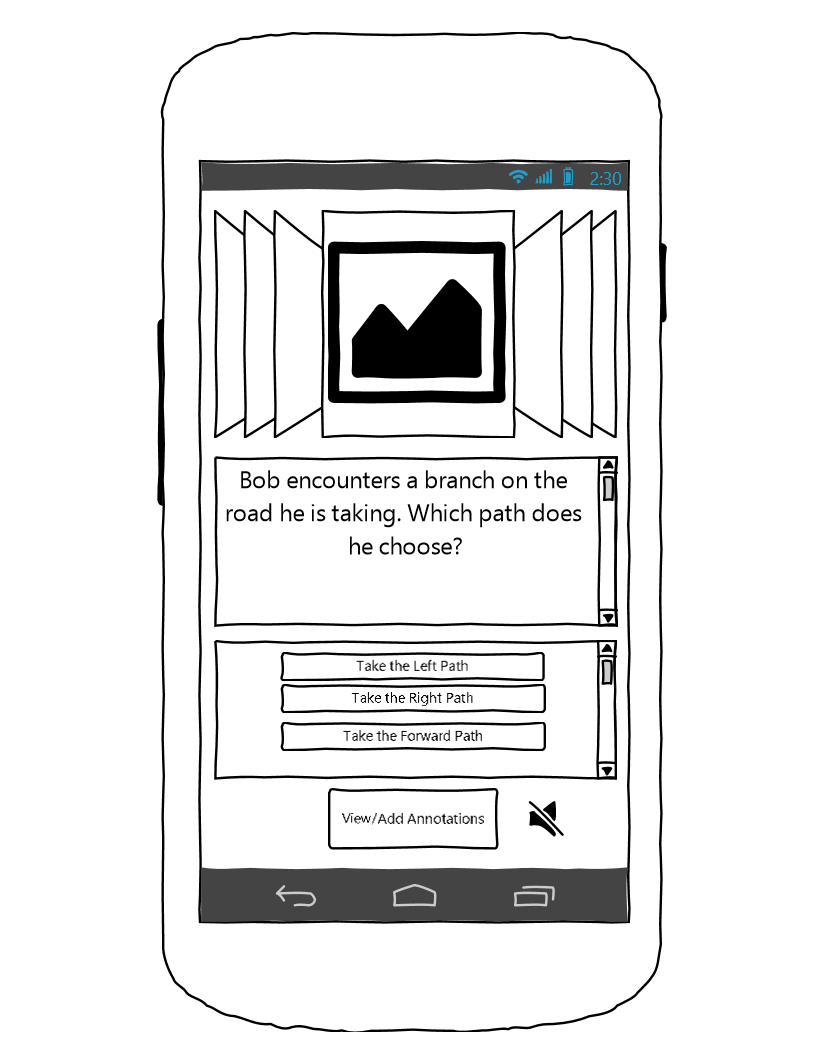 2:30
Bob encounters a branch on the
road he is taking. Which path does
he choose?
Take the Left Path
Take the Right Path
Take the Forward Path
View/Add Annotations